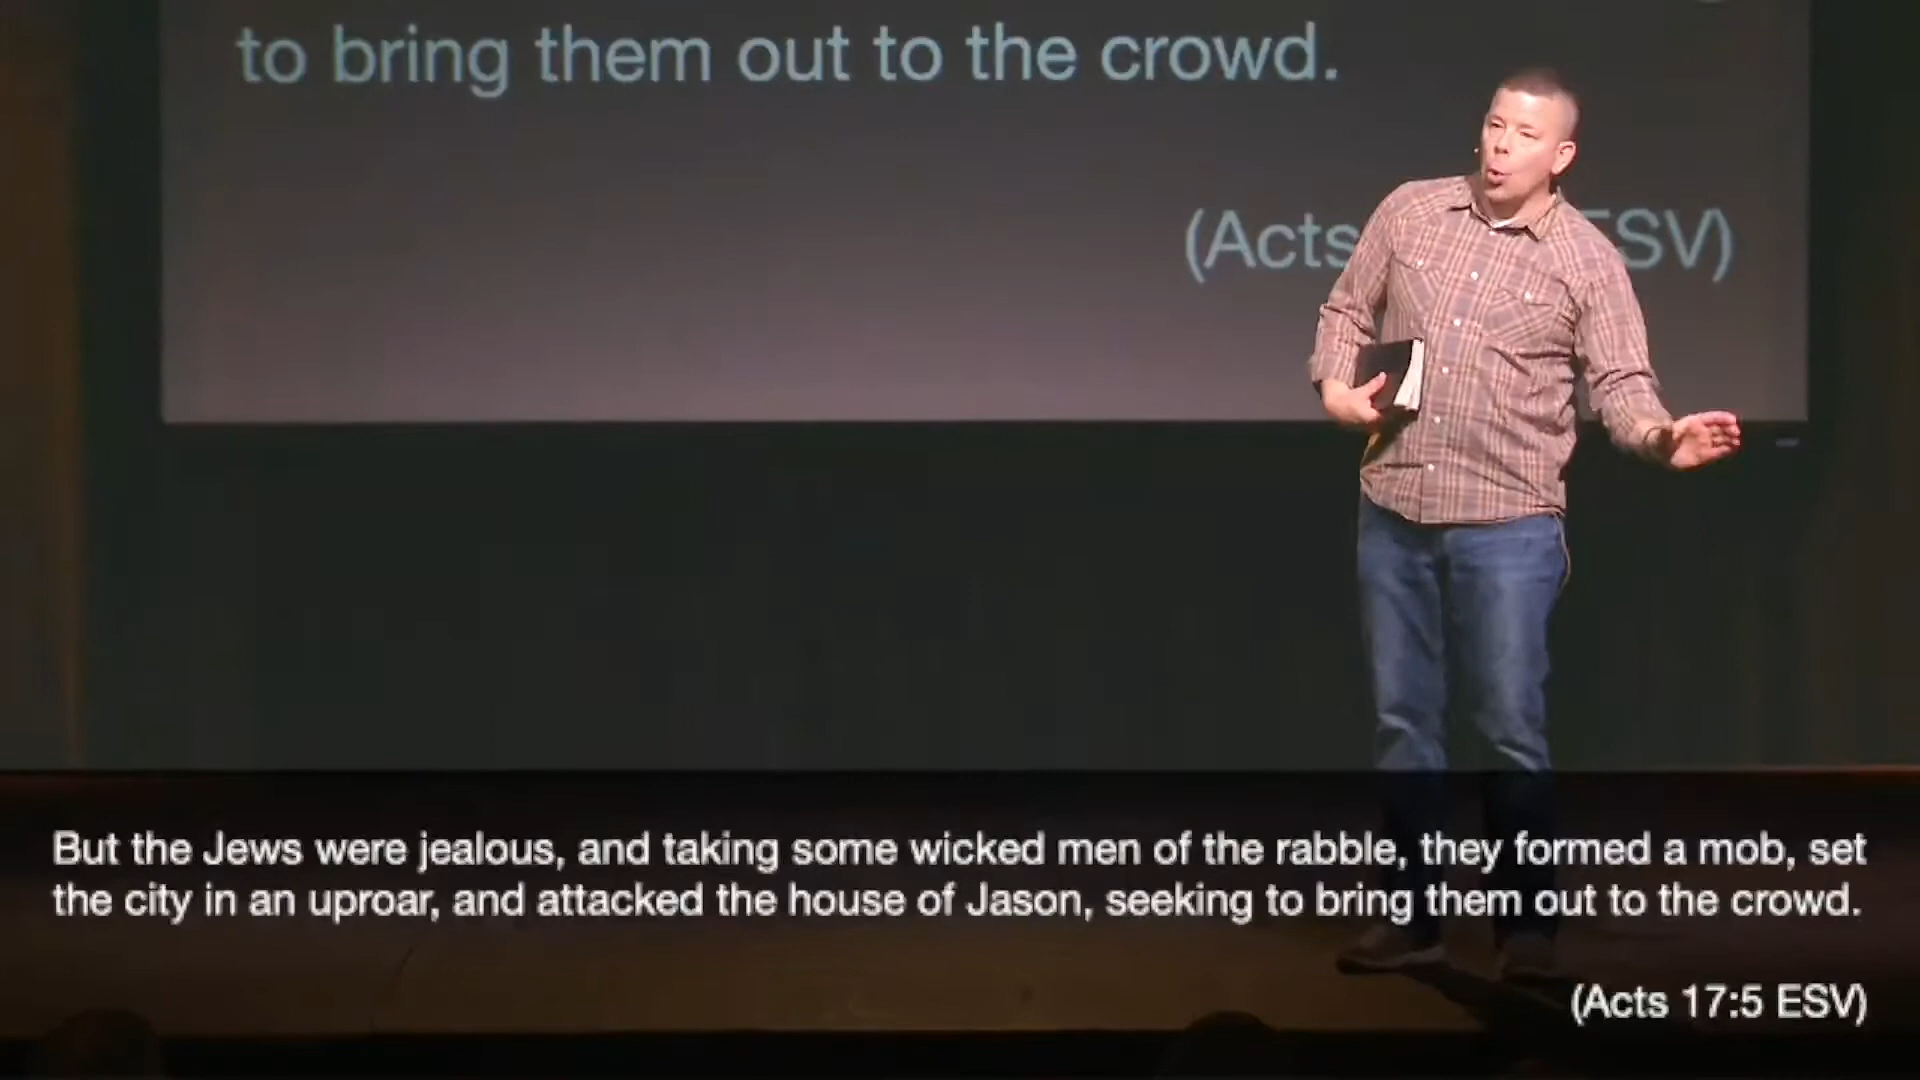 to bring them out to the crowd.
(Acts ESV)
But the Jews were jealous, and taking some wicked men of the rabble, they formed a mob, set
the city in an uproar, and attacked the house of Jason, seeking to bring them out to the crowd.
(Acts 17:5 ESV)